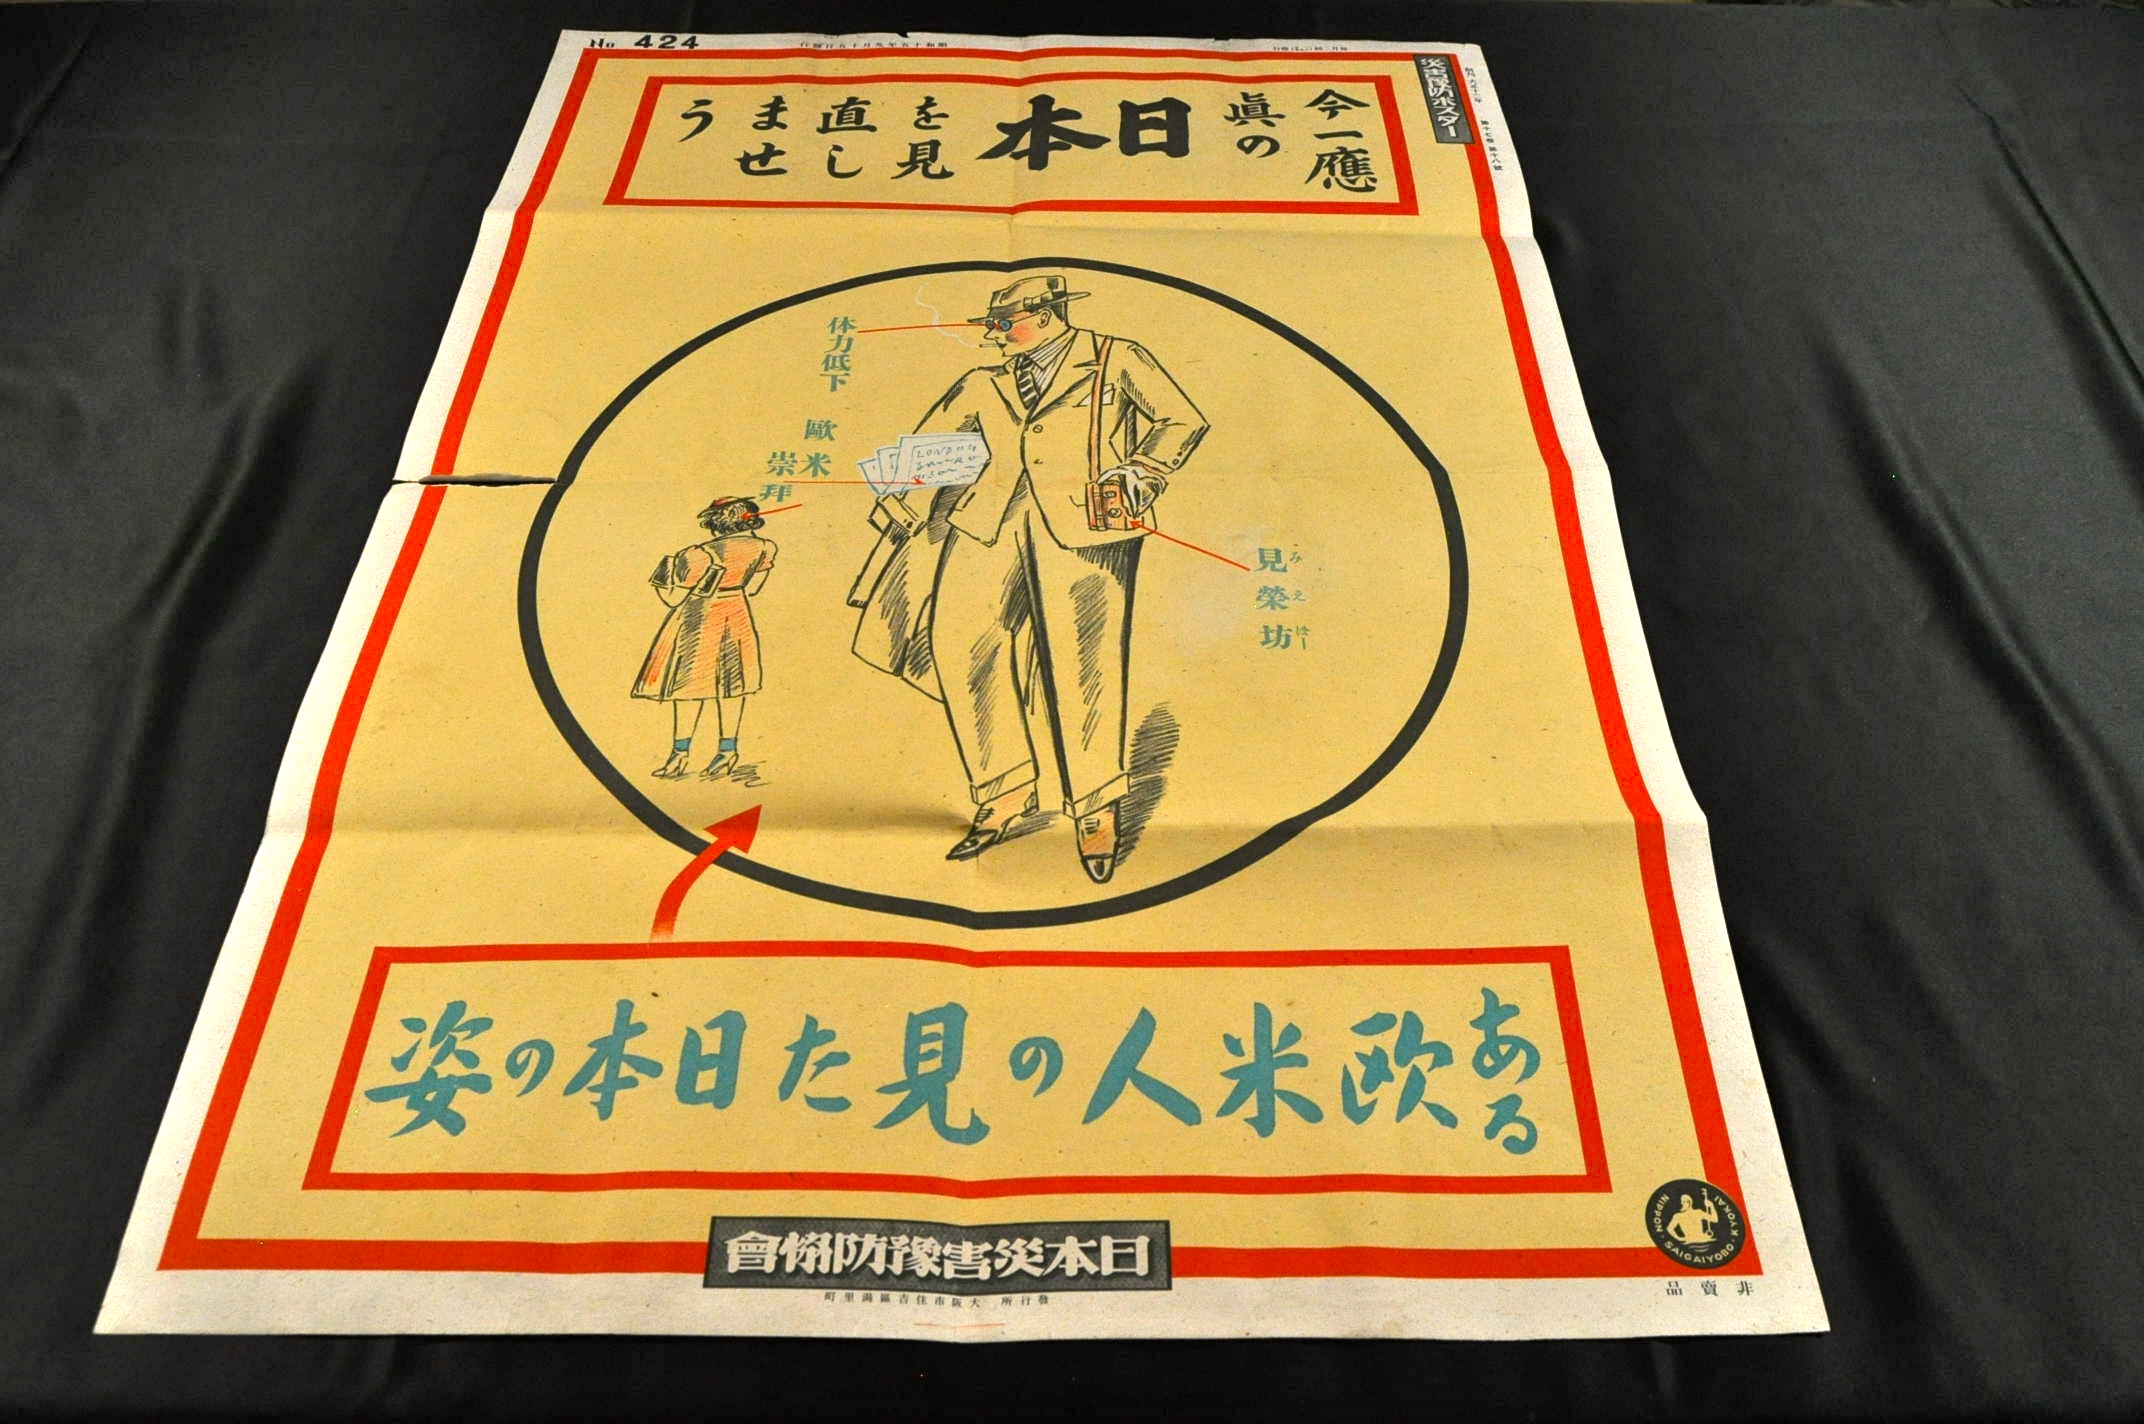 No 424
災害豫防ポスター
今一應
眞の
日本
を見
直し
ませ
う
体力低下
歐米
崇拜
LONDON
見榮坊
みえぼー
ある欧米人の見た日本の姿
日本災害豫防協會
發行所 大阪市住吉區潟里町
NIPPON・SAIGAIYOBO・KYOKAI
非賣品